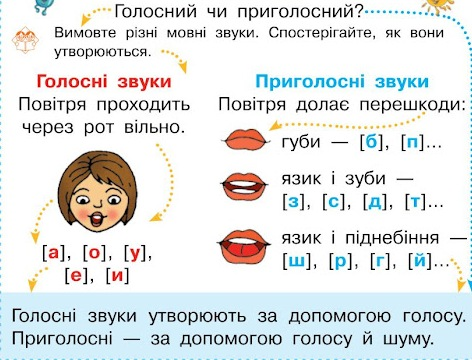 Голосний чи приголосний?
Вимовте різні мовні звуки. Спостерігайте, як вони
утворюються.
Голосні звуки
Повітря проходить
через рот вільно.
[а], [о], [у],
[е], [и]
Приголосні звуки
Повітря долає перешкоди:
губи — [б], [п]...
язик і зуби —
[з], [с], [д], [т]...
язик і піднебіння —
[ш], [р], [г], [й]...
Голосні звуки утворюють за допомогою голосу.
Приголосні — за допомогою голосу й шуму.